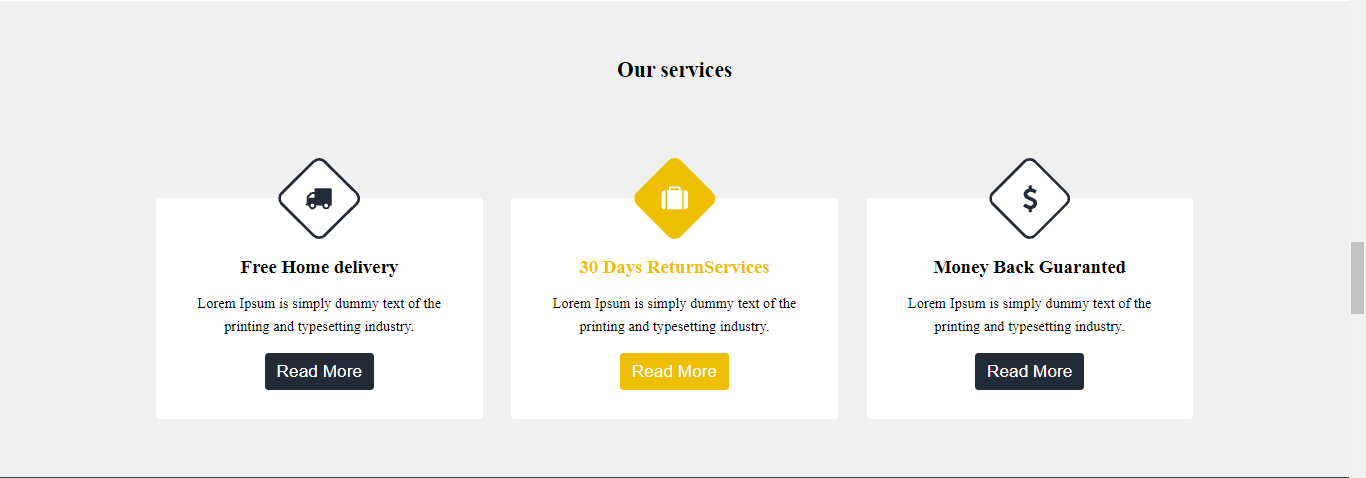 Our services
Free Home delivery
Lorem Ipsum is simply dummy text of the
printing and typesetting industry.
Read More
30 Days ReturnServices
Lorem Ipsum is simply dummy text of the
printing and typesetting industry.
Read More
$
Money Back Guaranted
Lorem Ipsum is simply dummy text of the
printing and typesetting industry.
Read More